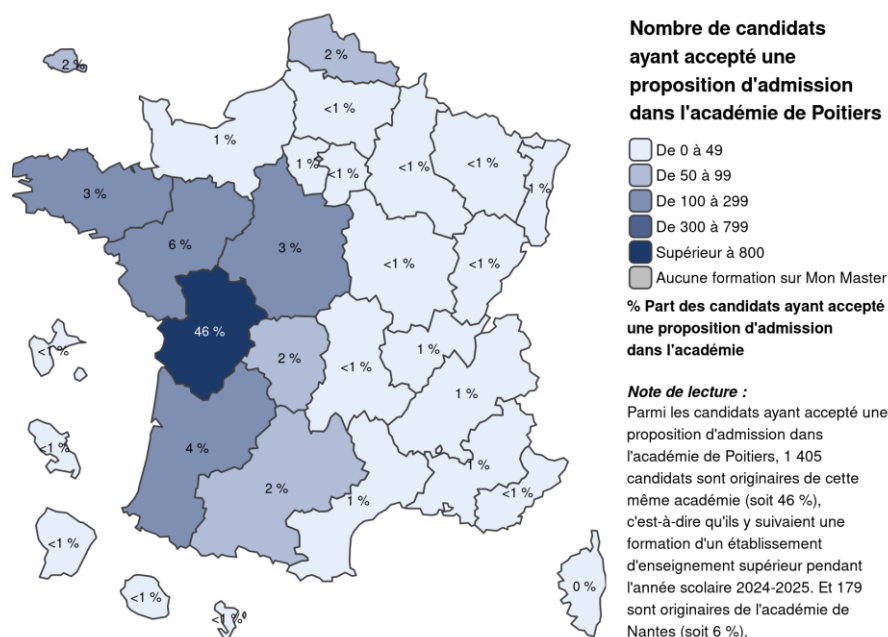 Nombre de candidats
ayant accepté une
proposition d'admission
dans l'académie de Poitiers
De 0 à 49
De 50 à 99
De 100 à 299
De 300 à 799
Supérieur à 800
Aucune formation sur Mon Master
% Part des candidats ayant accepté
une proposition d'admission
dans l'académie
Note de lecture :
Parmi les candidats ayant accepté une
proposition d'admission dans
l'académie de Poitiers, 1 405
candidats sont originaires de cette
même académie (soit 46 %),
c'est-à-dire qu'ils y suivaient une
formation d'un établissement
d'enseignement supérieur pendant
l'année scolaire 2024-2025. Et 179
sont originaires de l'académie de
Nantes (soit 6 %).
2 %
2 %
<1 %
1 %
1 %
<1 %
<1 %
<1 %
1 %
3 %
6 %
3 %
<1 %
<1 %
46 %
2 %
<1 %
1 %
1 %
<1 %
<1 %
4 %
2 %
1 %
1 %
<1 %
<1 %
<1 %
<1 %
0 %